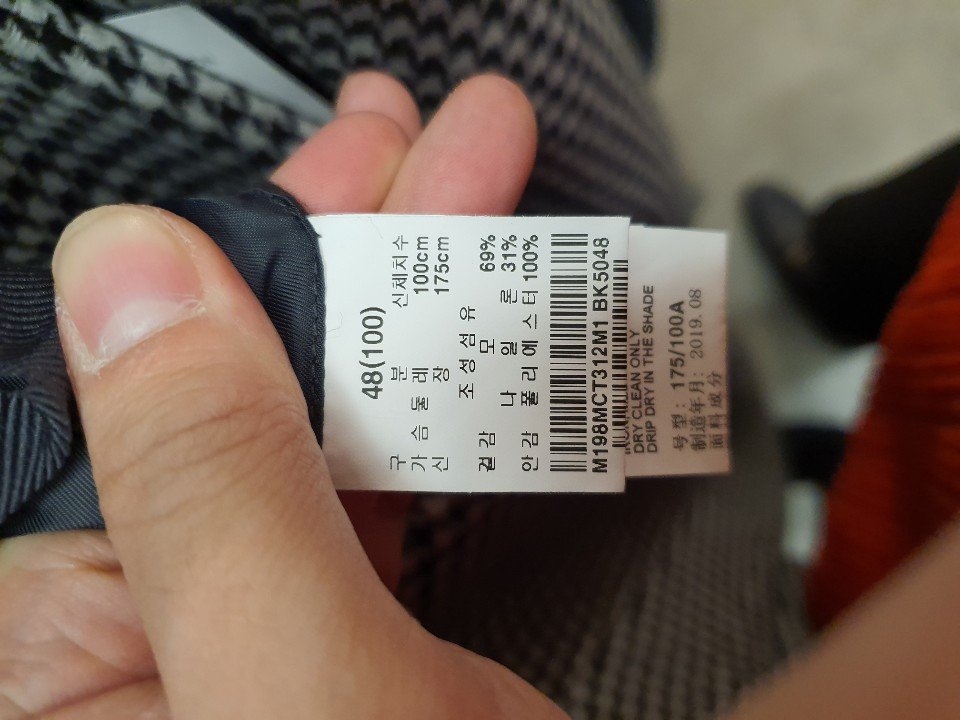 48(100)
구 분 신체치수
가슴둘레 100cm
신 장 175cm
조성섬유
겉감 모 69%
나일론 31%
안감 폴리에스터 100%
M198MCT312M1 BK5048
DRY CLEAN ONLY
DRIP DRY IN THE SHADE
号型: 175/100A
制造年月: 2019.08
面料成分